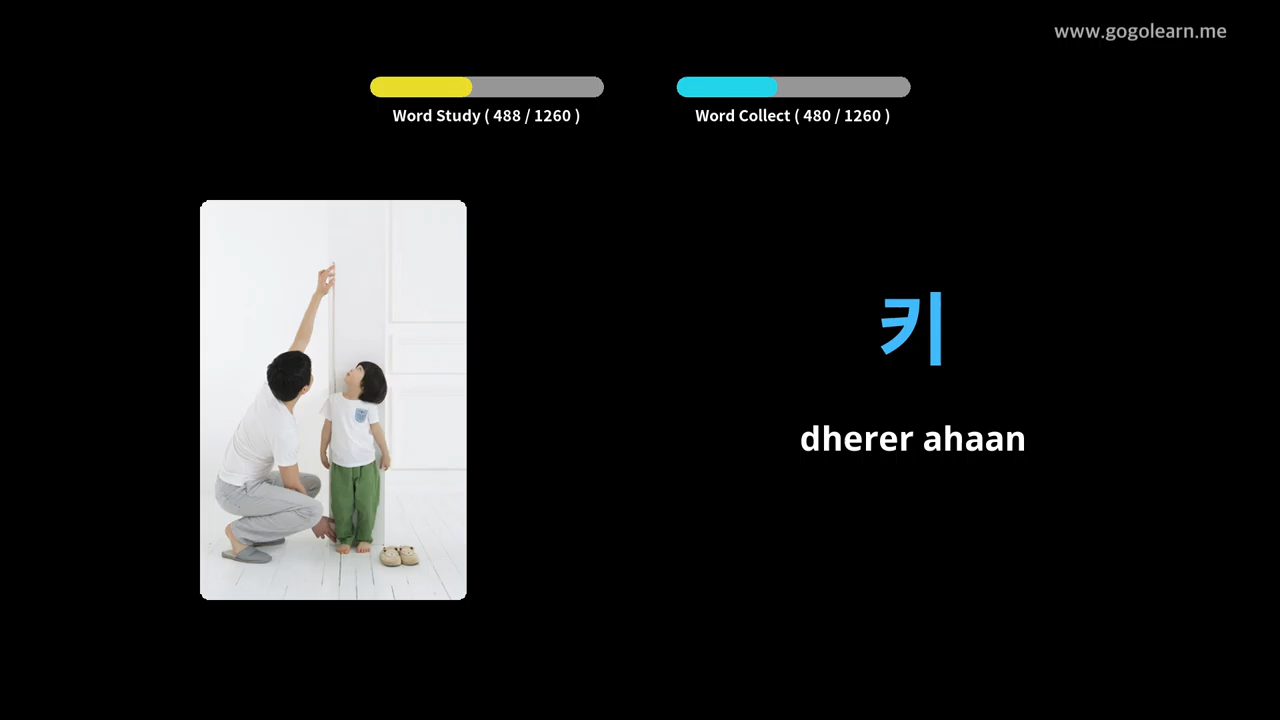 www.gogolearn.me
Word Study ( 488 / 1260 )
Word Collect ( 480 / 1260 )
키
dherer ahaan